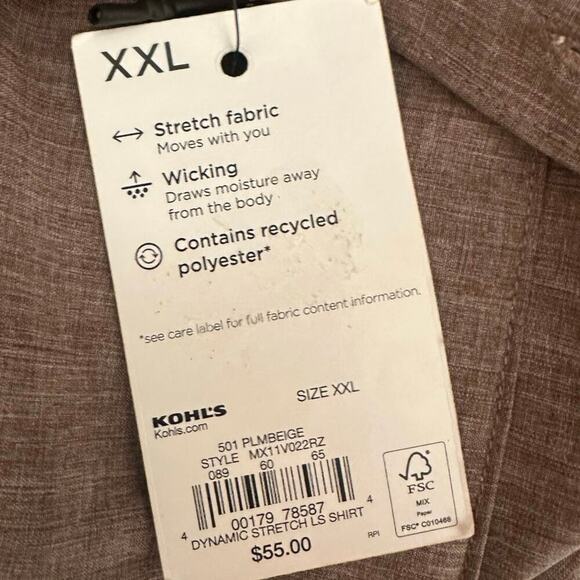 XXL
Stretch fabric
Moves with you
Wicking
Draws moisture away
from the body
Contains recycled
polyester*
*see care label for full fabric content information.
SIZE XXL
KOHL'S
Kohls.com
501 PLMBEIGE
STYLE MX11V022RZ
089 60 65
4 00179 78587 4
DYNAMIC STRETCH LS SHIRT
$55.00
RPI
FSC
MIX
Paper
FSC® C010468